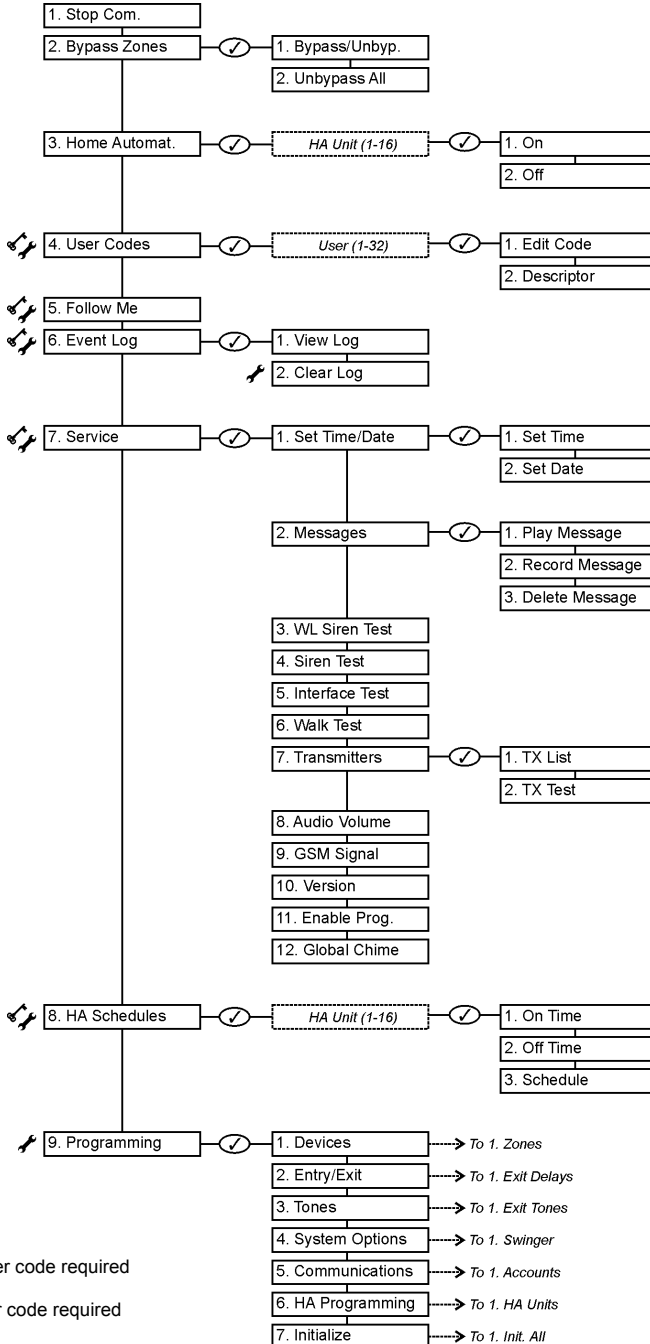 1. Stop Com.
2. Bypass Zones
1. Bypass/Unbyp.
2. Unbypass All
3. Home Automat.
HA Unit (1-16)
1. On
2. Off
4. User Codes
User (1-32)
1. Edit Code
2. Descriptor
5. Follow Me
6. Event Log
1. View Log
2. Clear Log
7. Service
1. Set Time/Date
1. Set Time
2. Set Date
2. Messages
1. Play Message
2. Record Message
3. Delete Message
3. WL Siren Test
4. Siren Test
5. Interface Test
6. Walk Test
7. Transmitters
1. TX List
2. TX Test
8. Audio Volume
9. GSM Signal
10. Version
11. Enable Prog.
12. Global Chime
8. HA Schedules
HA Unit (1-16)
1. On Time
2. Off Time
3. Schedule
9. Programming
1. Devices
To 1. Zones
2. Entry/Exit
To 1. Exit Delays
3. Tones
To 1. Exit Tones
4. System Options
To 1. Swinger
5. Communications
To 1. Accounts
6. HA Programming
To 1. HA Units
7. Initialize
To 1. Init. All
er code required
r code required